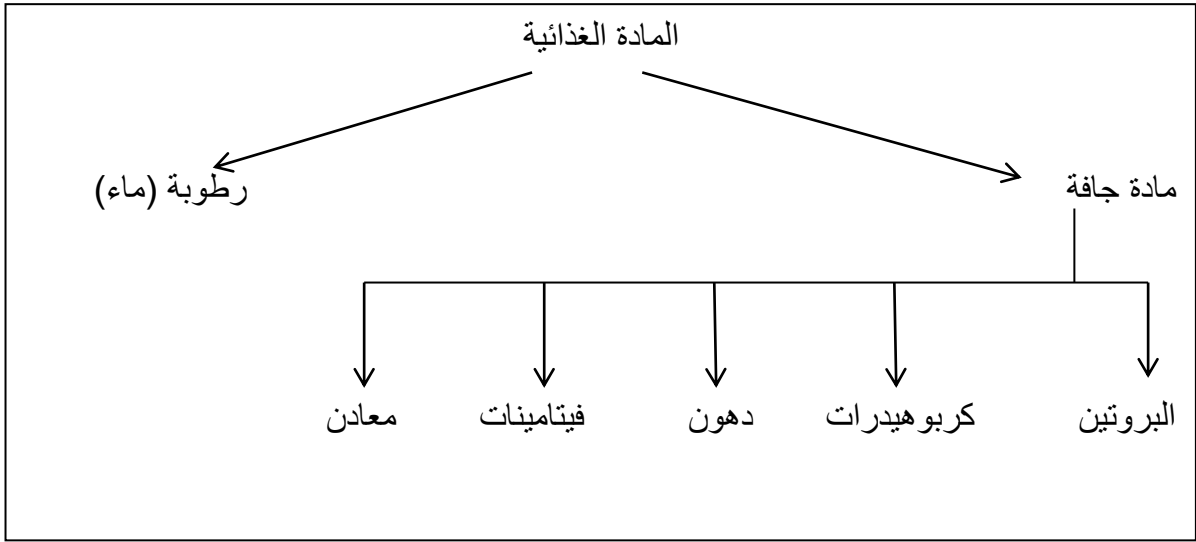 المادة الغذائية
مادة جافة
رطوبة (ماء)
البروتين
كربوهيدرات
دهون
فيتامينات
معادن